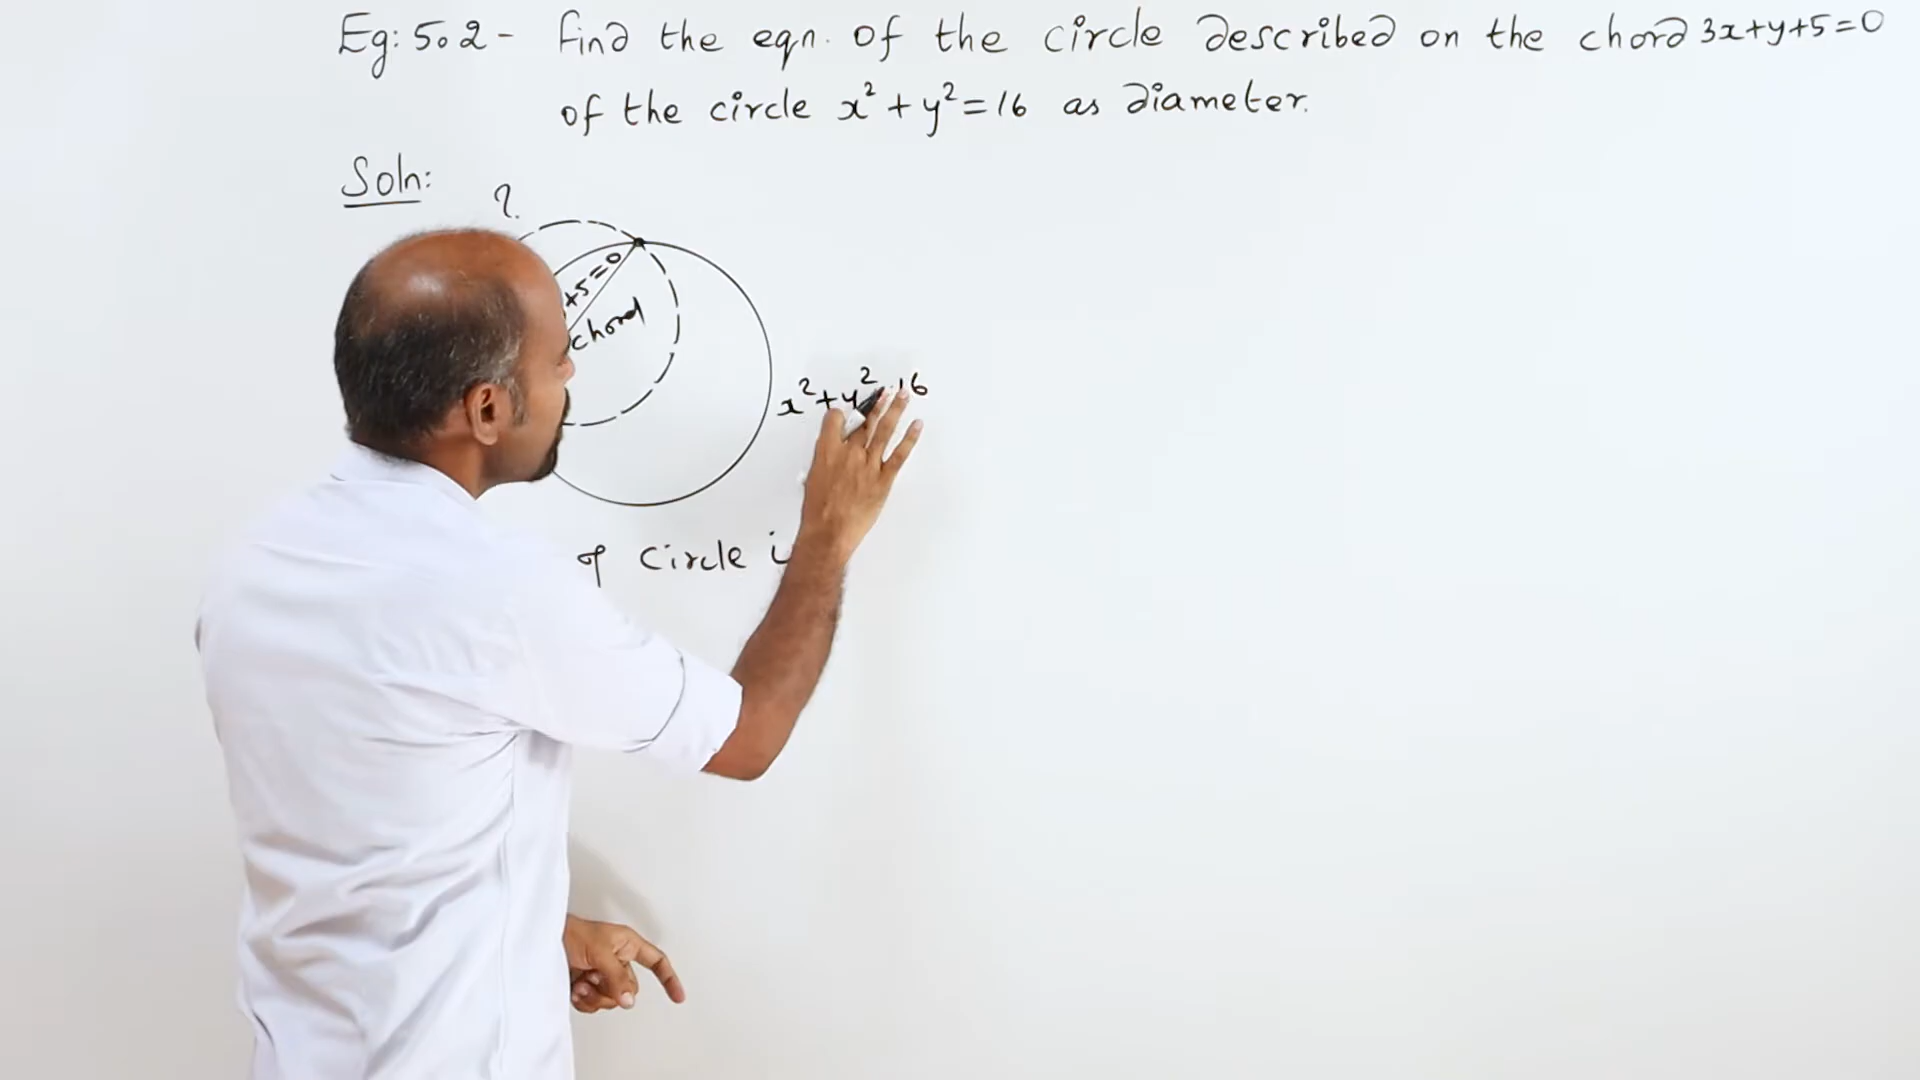 Eg: 5.2 - Find the eqn. of the circle described on the chord 3x+y+5=0
of the circle x²+y²=16 as diameter.
Soln:
?
+5=0
chord
x²+y² 16
of circle